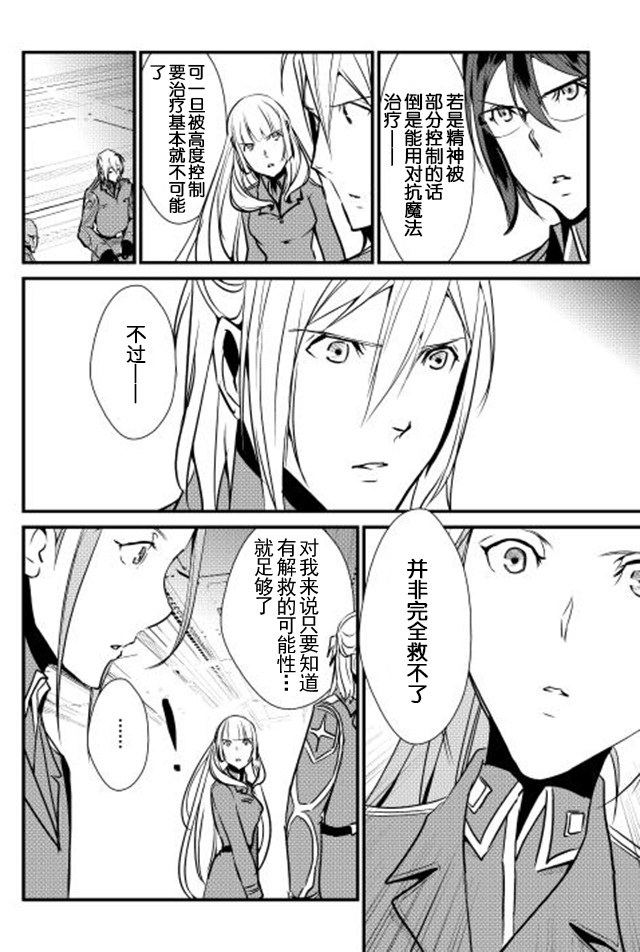 若是精神被
部分控制的话
倒是能用对抗魔法
治疗——
可一旦被高度控制
要治疗基本就不可能
了
不过——
并非完全救不了
对我来说只要知道
有解救的可能性…
就足够了
！
……